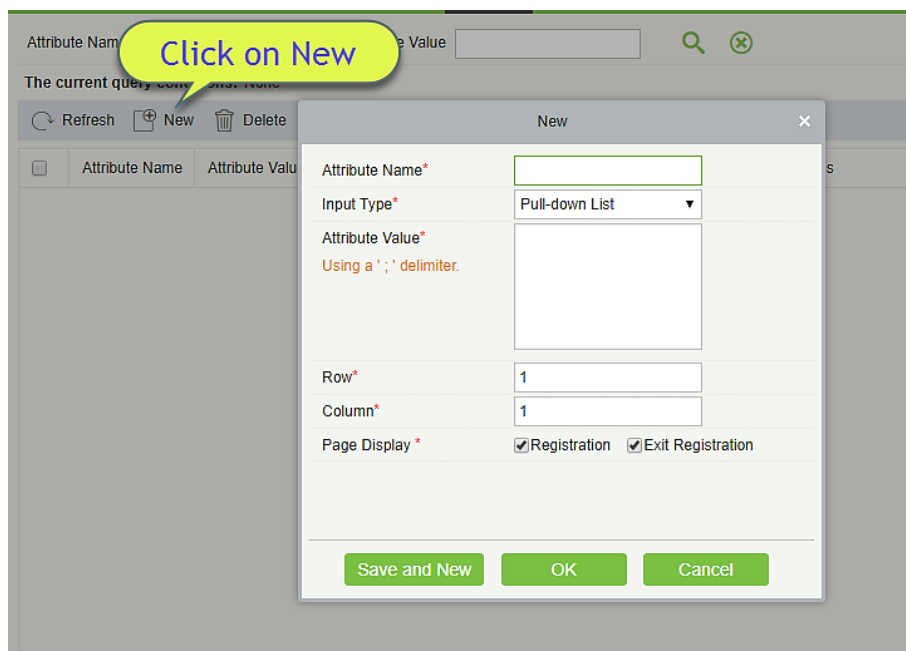 Attribute Nam
Click on New
e Value
The current query conditions: None
Refresh
New
Delete
New
Attribute Name
Attribute Valu
s
Attribute Name*
Input Type*
Pull-down List
Attribute Value*
Using a ' ; ' delimiter.
Row*
1
Column*
1
Page Display *
Registration
Exit Registration
Save and New
OK
Cancel